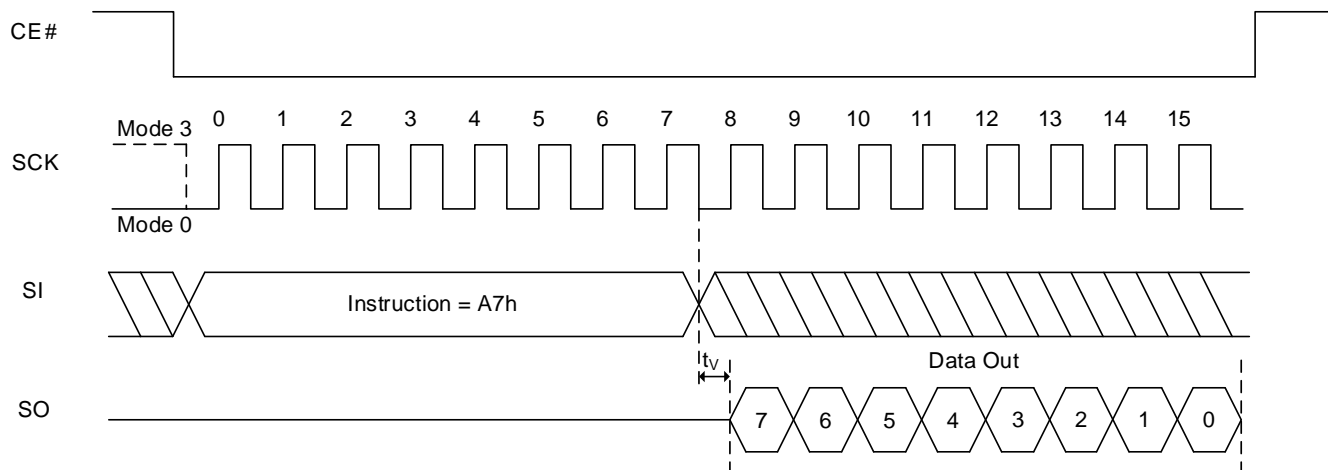 CE#
0 1 2 3 4 5 6 7 8 9 10 11 12 13 14 15
Mode 3
SCK
Mode 0
SI
Instruction = A7h
tV
Data Out
SO
7 6 5 4 3 2 1 0